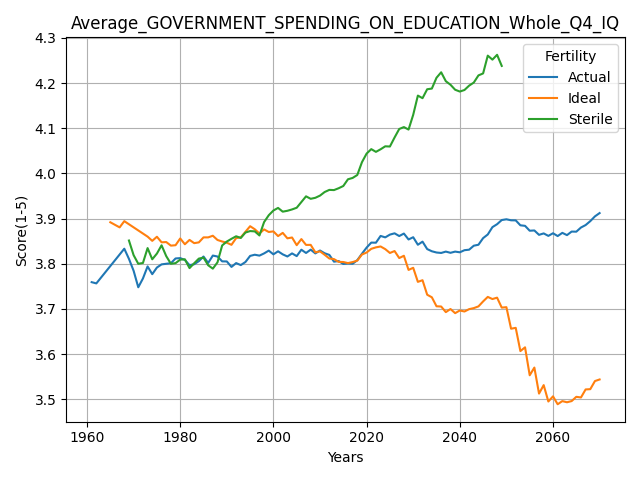 Average_GOVERNMENT_SPENDING_ON_EDUCATION_Whole_Q4_IQ
Fertility
Actual
Ideal
Sterile
Score(1-5)
4.3
4.2
4.1
4.0
3.9
3.8
3.7
3.6
3.5
1960 1980 2000 2020 2040 2060
Years